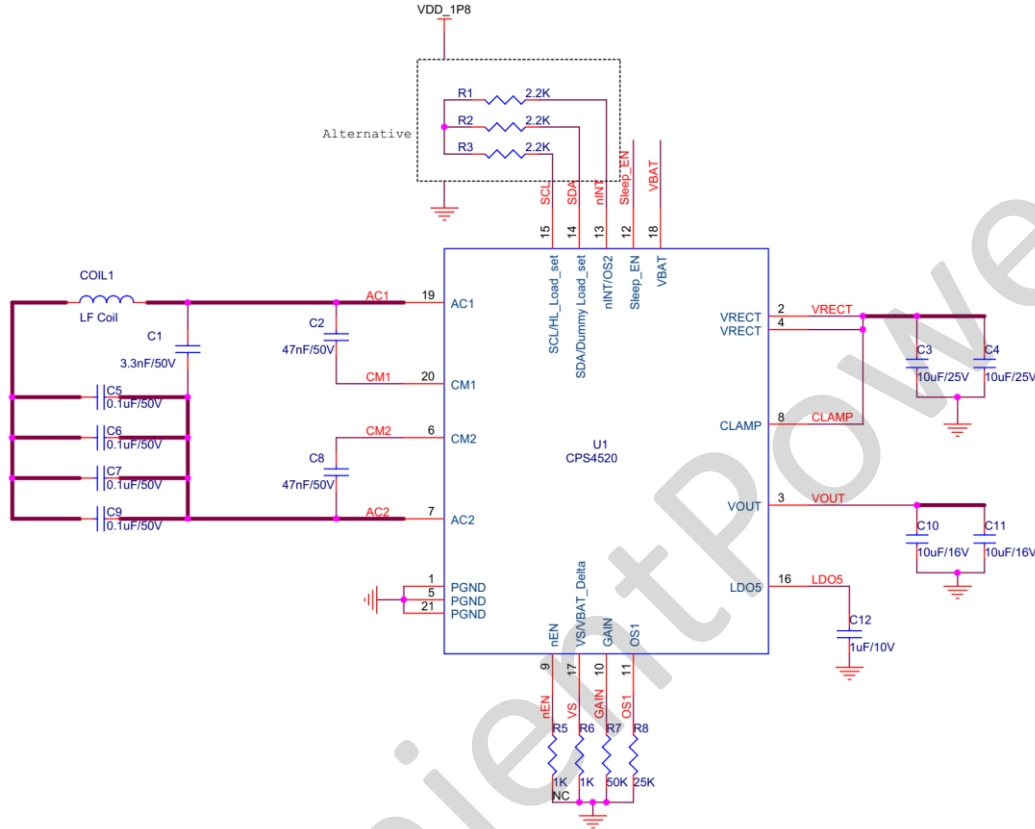 VDD_1P8
Alternative
R1 2.2K
R2 2.2K
R3 2.2K
SCL
SDA
nINT
Sleep_EN
VBAT
15
14
13
12
18
SCL/HL_Load_set
SDA/Dummy Load_set
nINT/OS2
Sleep_EN
VBAT
COIL1
LF Coil
AC1 19 AC1
C1
3.3nF/50V
C2
47nF/50V
CM1 20 CM1
CM2 6 CM2
C8
47nF/50V
AC2 7 AC2
C5
0.1uF/50V
C6
0.1uF/50V
C7
0.1uF/50V
C9
0.1uF/50V
1 PGND
5 PGND
21 PGND
U1
CPS4520
VRECT 2 VRECT
VRECT 4
C3
10uF/25V
C4
10uF/25V
CLAMP 8 CLAMP
VOUT 3 VOUT
C10
10uF/16V
C11
10uF/16V
LDO5 16 LDO5
C12
1uF/10V
nEN
VS/VBAT_Delta
GAIN
OS1
9
17
10
11
nEN
VS
GAIN
OS1
R5
R6
R7
R8
1K
1K
50K
25K
NC
ientPowe